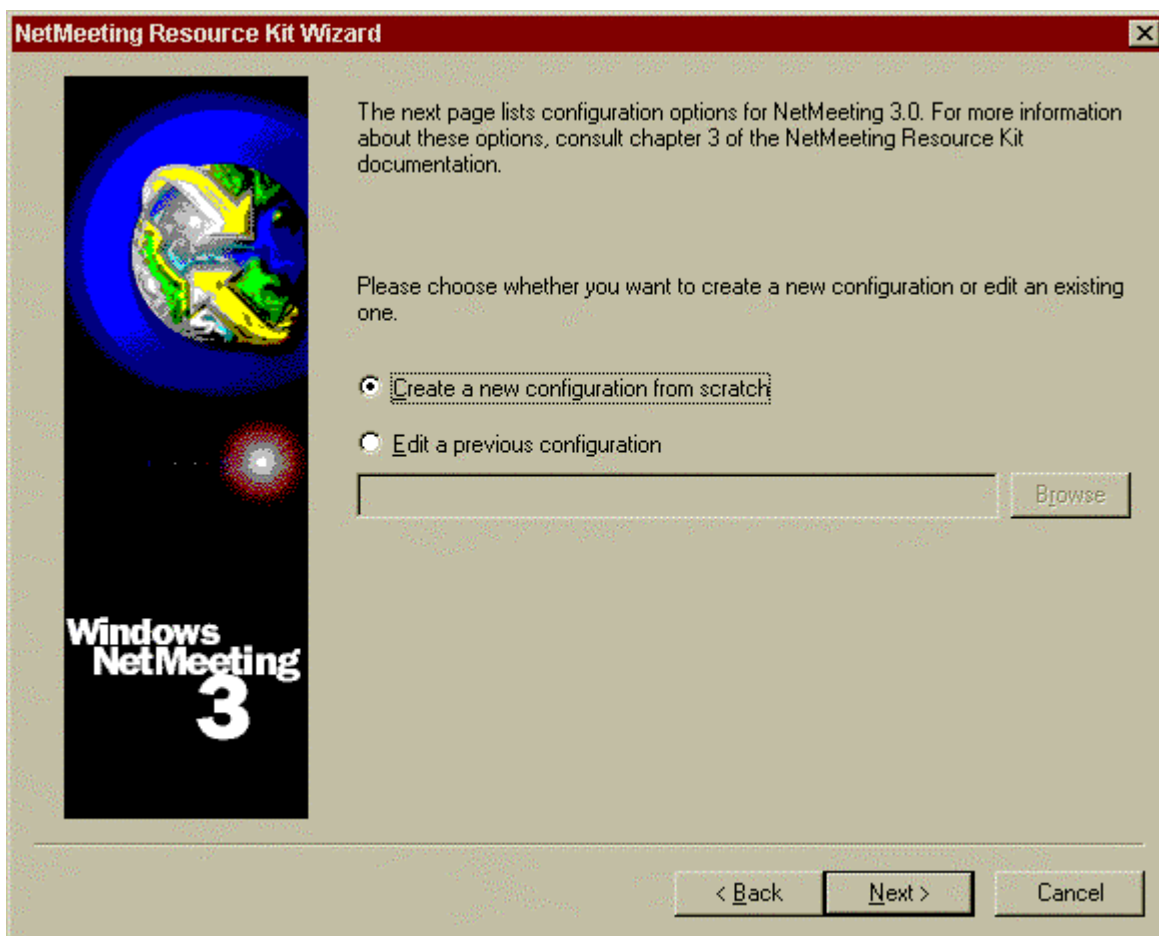 NetMeeting Resource Kit Wizard
The next page lists configuration options for NetMeeting 3.0. For more information
about these options, consult chapter 3 of the NetMeeting Resource Kit
documentation.
Please choose whether you want to create a new configuration or edit an existing
one.
Create a new configuration from scratch
Edit a previous configuration
Browse
Windows
NetMeeting
3
< Back
Next >
Cancel